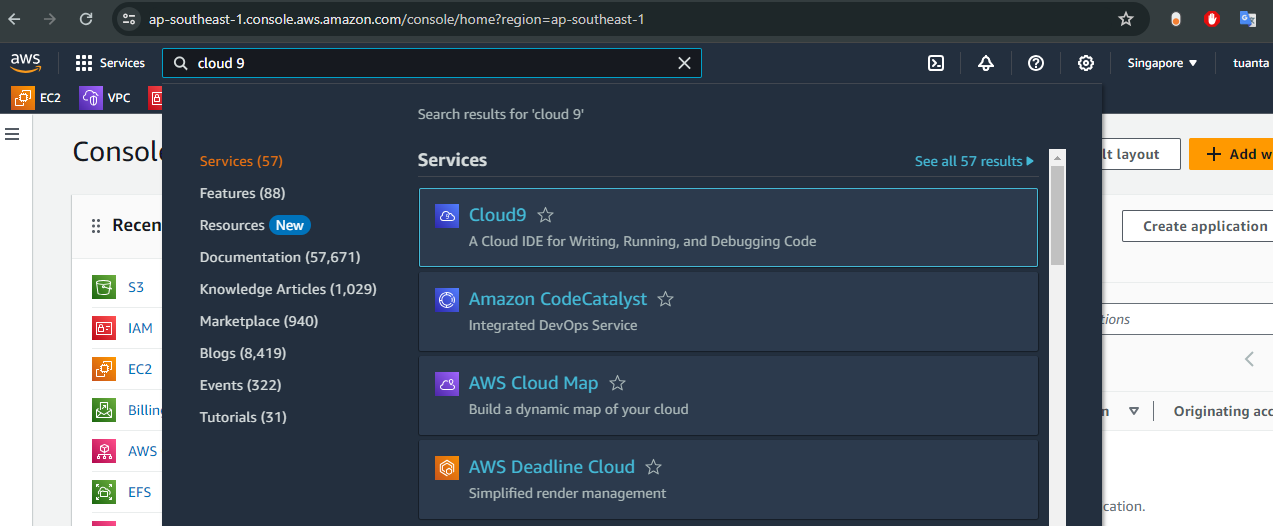 ap-southeast-1.console.aws.amazon.com/console/home?region=ap-southeast-1
aws Services cloud 9 Singapore tuanta
EC2 VPC
Search results for 'cloud 9'
Consol lt layout Add w
Services (57) Services See all 57 results
Features (88)
Recen Resources New Cloud9 Create application
A Cloud IDE for Writing, Running, and Debugging Code
Documentation (57,671)
S3 Knowledge Articles (1,029) Amazon CodeCatalyst
IAM Marketplace (940) Integrated DevOps Service tions
Blogs (8,419)
EC2 Events (322) AWS Cloud Map
Billin Tutorials (31) Build a dynamic map of your cloud n Originating acc
AWS
AWS Deadline Cloud
EFS Simplified render management
cation.